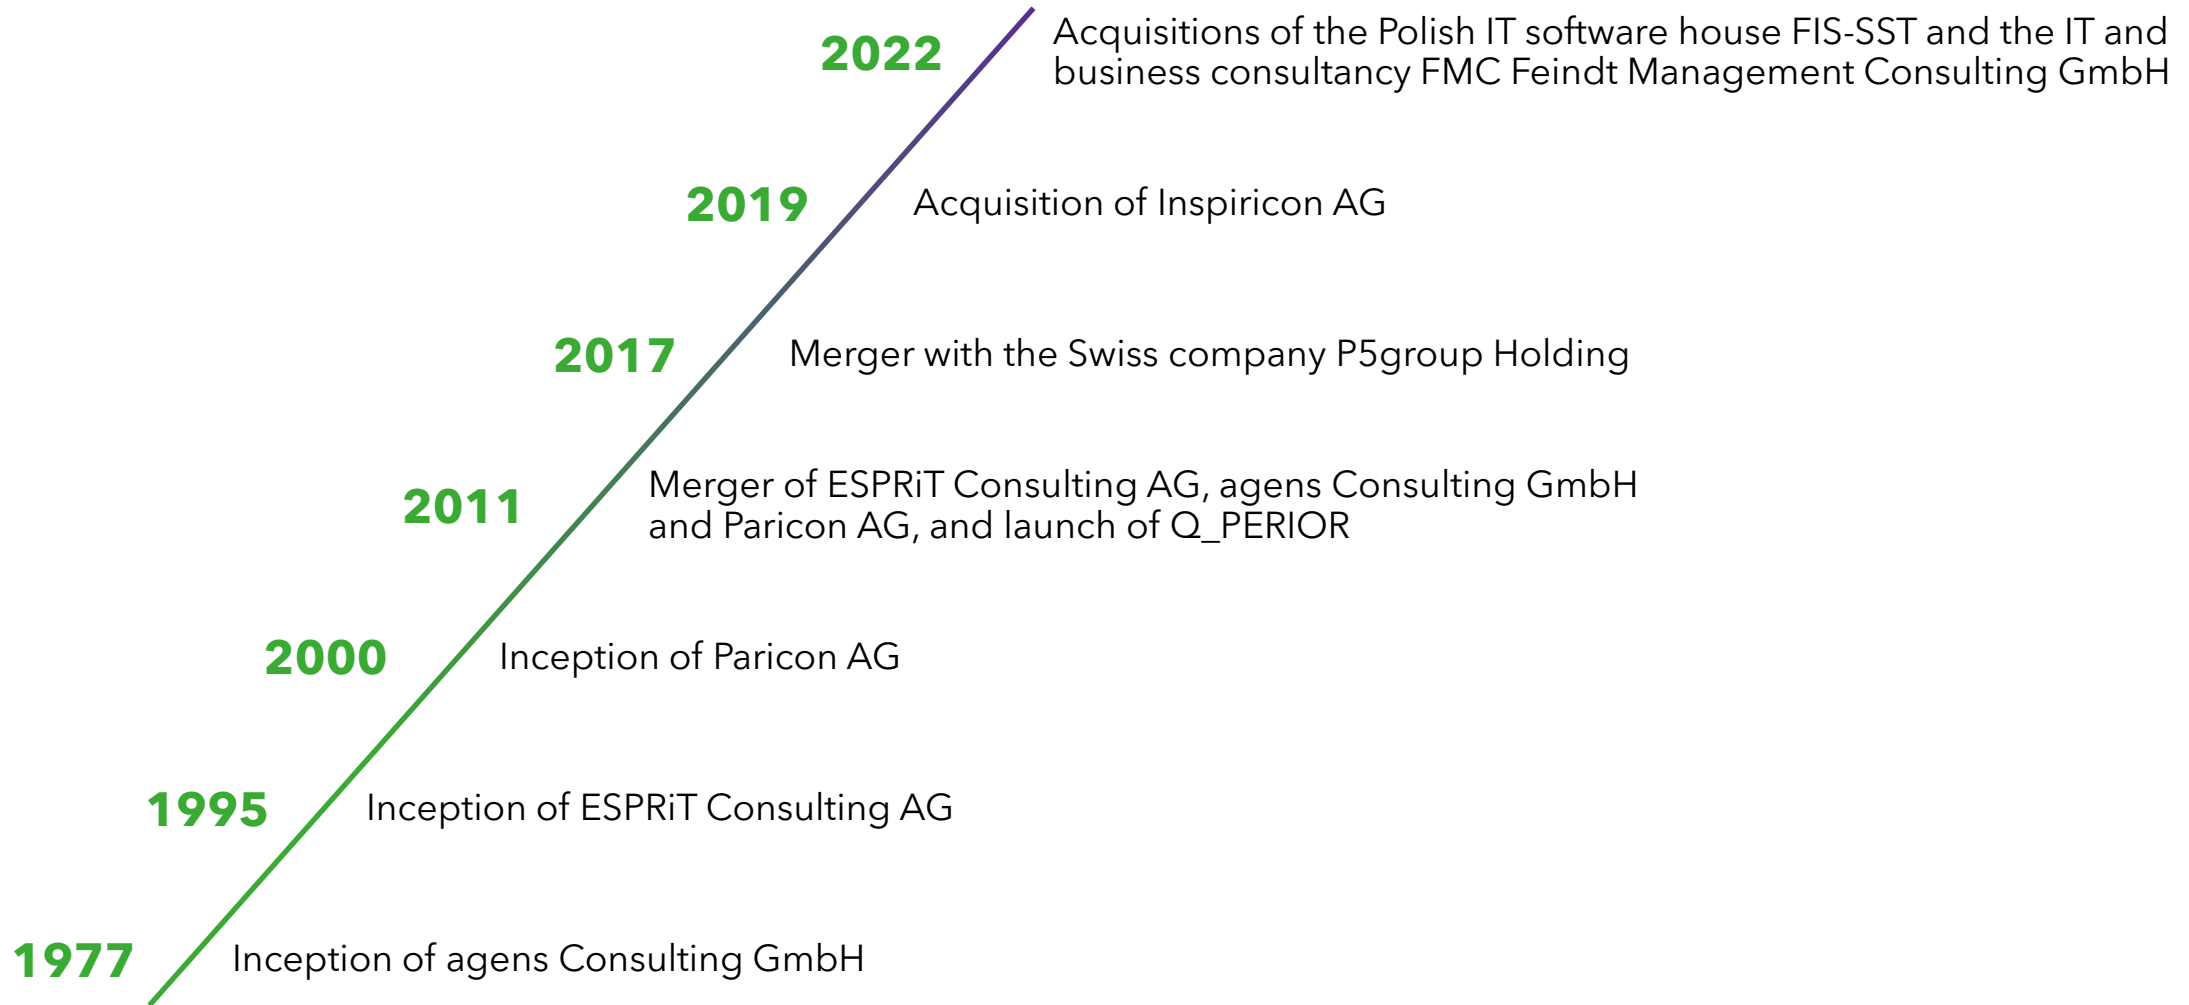 2022
Acquisitions of the Polish IT software house FIS-SST and the IT and
business consultancy FMC Feindt Management Consulting GmbH
2019
Acquisition of Inspiricon AG
2017
Merger with the Swiss company P5group Holding
2011
Merger of ESPRiT Consulting AG, agens Consulting GmbH
and Paricon AG, and launch of Q_PERIOR
2000
Inception of Paricon AG
1995
Inception of ESPRiT Consulting AG
1977
Inception of agens Consulting GmbH